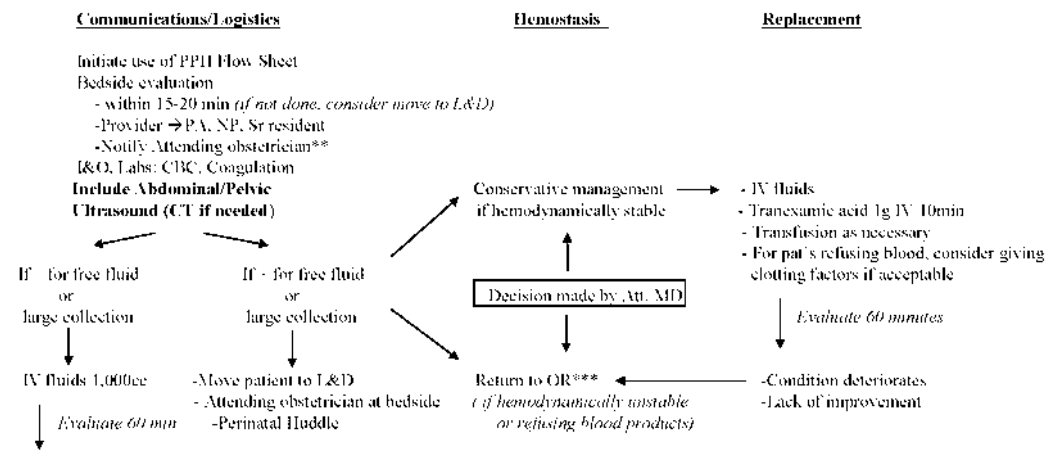 Communications/Logistics
Hemostasis
Replacement
Initiate use of PPH Flow Sheet
Bedside evaluation
- within 15-20 min (if not done, consider move to L&D)
-Provider → PA, NP, Sr resident
-Notify Attending obstetrician**
I&O, Labs: CBC, Coagulation
Include Abdominal/Pelvic
Ultrasound (CT if needed)
If - for free fluid
or
large collection
If - for free fluid
or
large collection
IV fluids 1,000cc
Evaluate 60 min
-Move patient to L&D
- Attending obstetrician at bedside
-Perinatal Huddle
Conservative management
if hemodynamically stable
Decision made by Att. MD
Return to OR***
( if hemodynamically unstable
or refusing blood products)
- IV fluids
- Tranexamic acid 1g IV 10min
- Transfusion as necessary
- For pat's refusing blood, consider giving
clotting factors if acceptable
Evaluate 60 minutes
-Condition deteriorates
-Lack of improvement